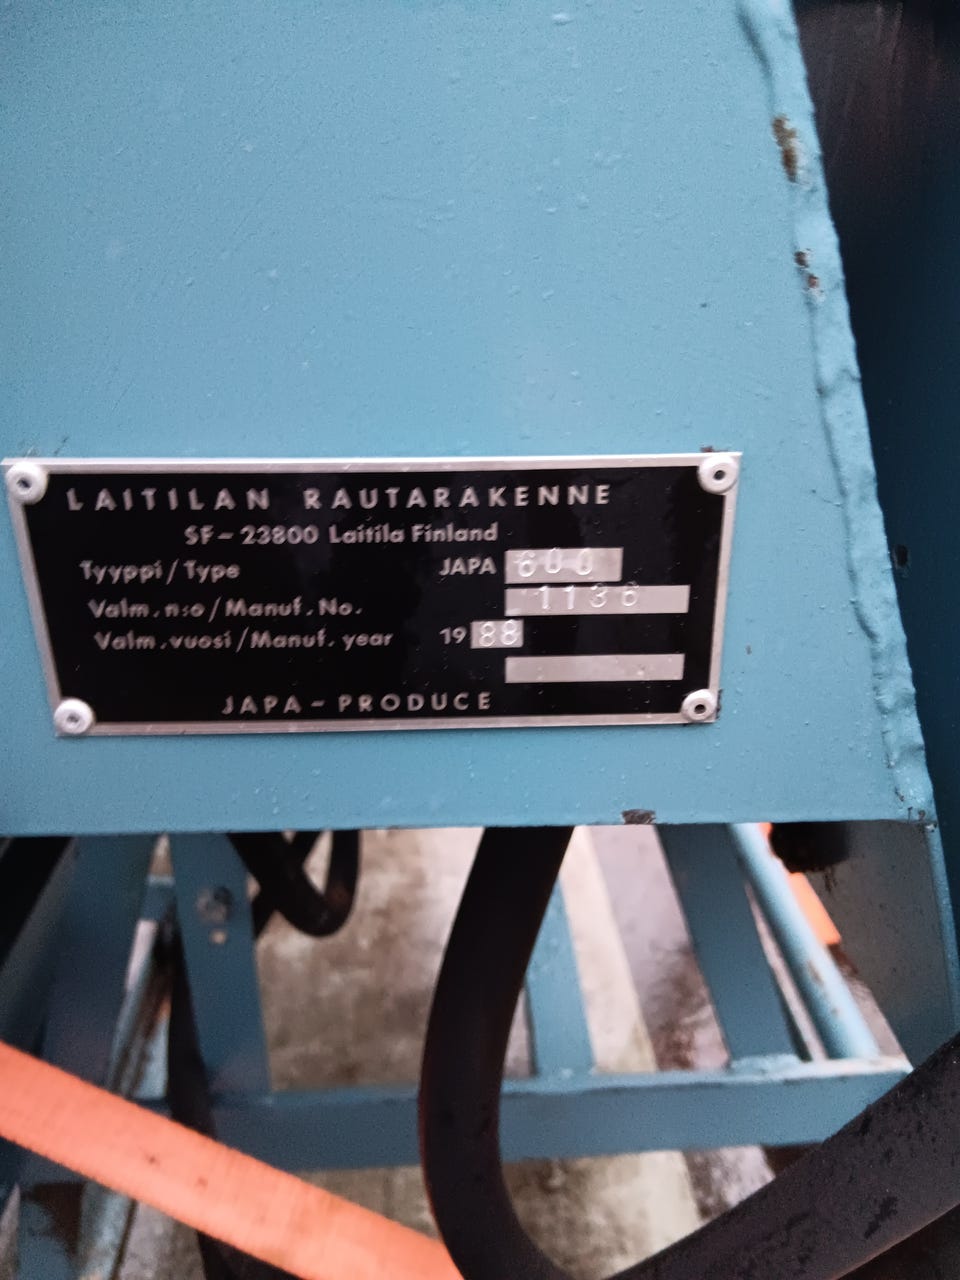 LAITILAN RAUTARAKENNE
SF-23800 Laitila Finland
Tyyppi/Type JAPA 600
Valm.n:o/Manuf.No. 1136
Valm.vuosi/Manuf.year 1988
JAPA-PRODUCE